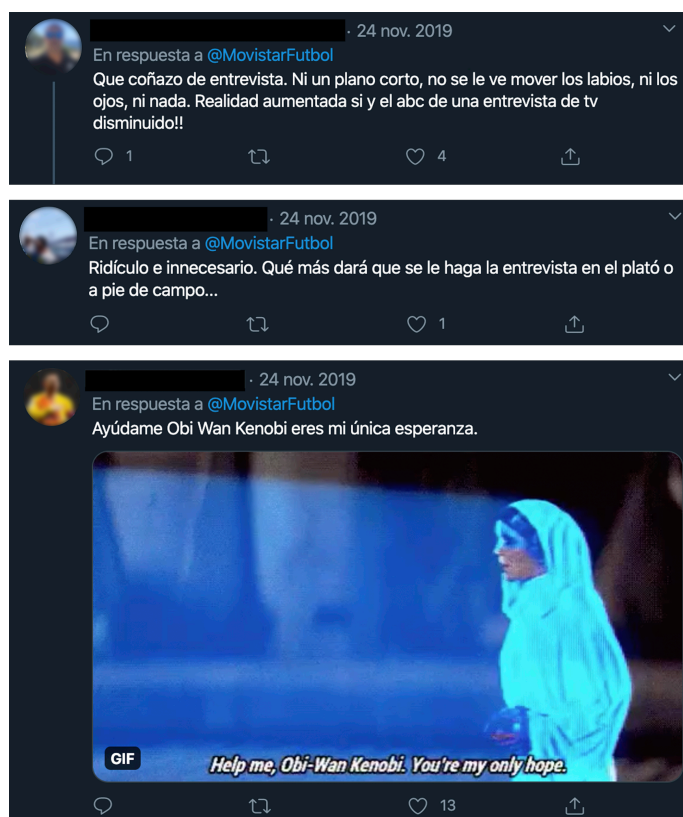 · 24 nov. 2019
En respuesta a @MovistarFutbol
Que coñazo de entrevista. Ni un plano corto, no se le ve mover los labios, ni los
ojos, ni nada. Realidad aumentada si y el abc de una entrevista de tv
disminuido!!
1
4
· 24 nov. 2019
En respuesta a @MovistarFutbol
Ridículo e innecesario. Qué más dará que se le haga la entrevista en el plató o
a pie de campo...
1
· 24 nov. 2019
En respuesta a @MovistarFutbol
Ayúdame Obi Wan Kenobi eres mi única esperanza.
GIF
Help me, Obi-Wan Kenobi. You're my only hope.
13